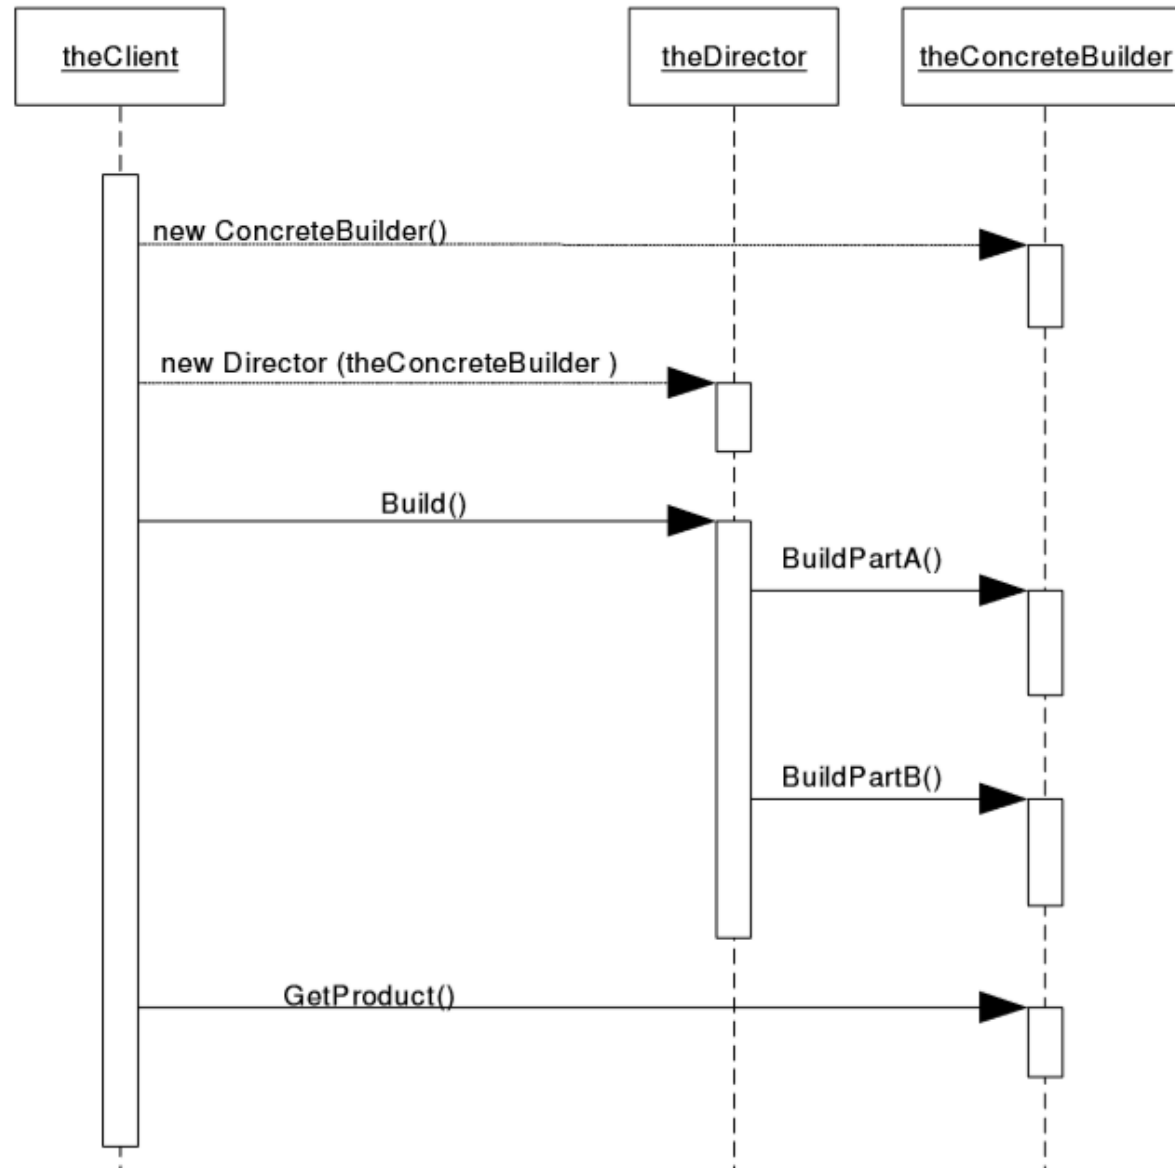 theClient
theDirector
theConcreteBuilder
new ConcreteBuilder()
new Director (theConcreteBuilder )
Build()
BuildPartA()
BuildPartB()
GetProduct()